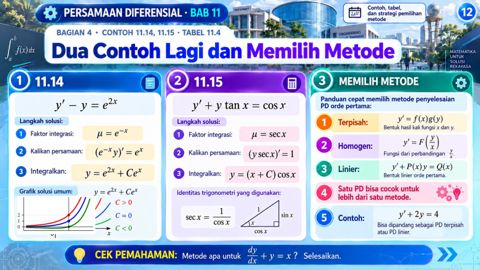 PERSAMAAN DIFERENSIAL • BAB 11
BAGIAN 4 • CONTOH 11.14, 11.15 • TABEL 11.4
Dua Contoh Lagi dan Memilih Metode
Contoh, tabel,
dan strategi pemilihan
metode
12
∫ f(x)dx
MATEMATIKA
UNTUK
SOLUSI
REKAYASA
1 11.14
y′ − y = e^{2x}
Langkah solusi:
1 Faktor integrasi: μ = e^{−x}
2 Kalikan persamaan: (e^{−x}y)′ = e^x
3 Integralkan: y = e^{2x} + Ce^x
Grafik solusi umum: y = e^{2x} + Ce^x
C > 0
C = 0
C < 0
x
2 11.15
y′ + y tan x = cos x
Langkah solusi:
1 Faktor integrasi: μ = sec x
2 Kalikan persamaan: (y sec x)′ = 1
3 Integralkan: y = (x + C) cos x
Identitas trigonometri yang digunakan:
sec x = 1/cos x
1
sin x
x
cos x
3 MEMILIH METODE
Panduan cepat memilih metode penyelesaian
PD orde pertama:
1 Terpisah: y′ = f(x)g(y)
Bentuk hasil kali fungsi x dan y.
2 Homogen: y′ = F(y/x)
Fungsi dari perbandingan y/x
3 Linier: y′ + P(x)y = Q(x)
Bentuk linier orde pertama.
4 Satu PD bisa cocok untuk
lebih dari satu metode.
5 Contoh: y′ + 2y = 4
Bisa dipandang sebagai PD terpisah
atau PD linier.
CEK PEMAHAMAN: Metode apa untuk dy/dx + y = x ? Selesaikan.